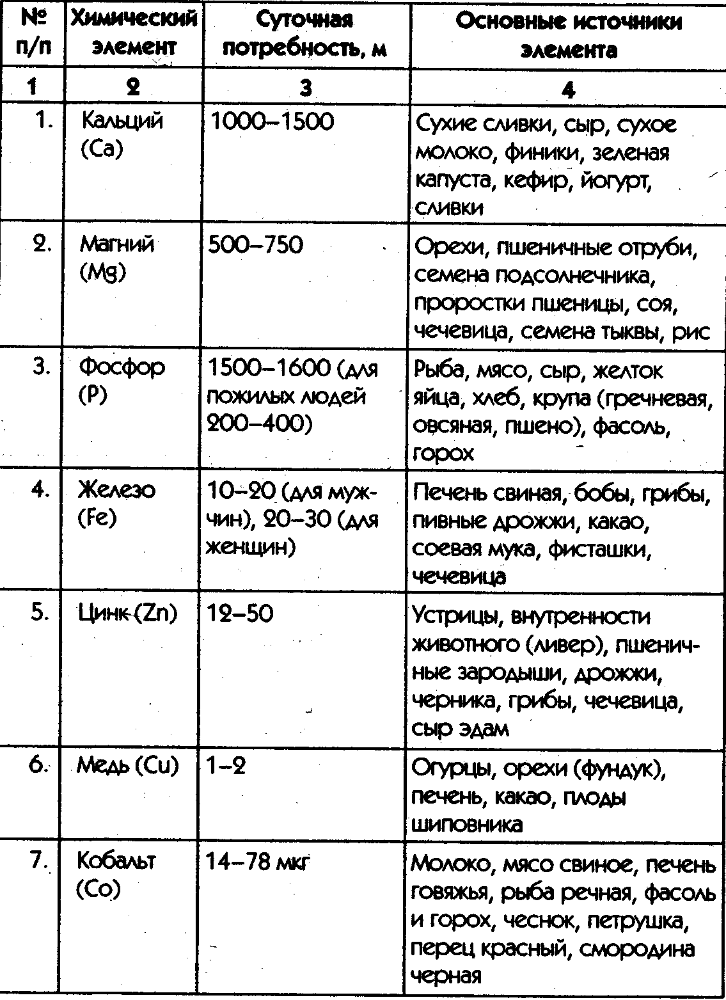 № п/п
Химический элемент
Суточная потребность, м
Основные источники элемента
1 2 3 4
1. Кальций 1000–1500 Сухие сливки, сыр, сухое
(Ca) молоко, финики, зеленая
капуста, кефир, йогурт,
сливки
2. Магний 500–750 Орехи, пшеничные отруби,
(Mg) семена подсолнечника,
проростки пшеницы, соя,
чечевица, семена тыквы, рис
3. Фосфор 1500–1600 (для Рыба, мясо, сыр, желток
(P) пожилых людей яйца, хлеб, крупа (гречневая,
200–400) овсяная, пшено), фасоль,
горох
4. Железо 10–20 (для муж- Печень свиная, бобы, грибы,
(Fe) чин), 20–30 (для пивные дрожжи, какао,
женщин) соевая мука, фисташки,
чечевица
5. Цинк (Zn) 12–50 Устрицы, внутренности
животного (ливер), пшенич-
ные зародыши, дрожжи,
черника, грибы, чечевица,
сыр эдам
6. Медь (Cu) 1–2 Огурцы, орехи (фундук),
печень, какао, плоды
шиповника
7. Кобальт 14–78 мкг Молоко, мясо свиное, печень
(Co) говяжья, рыба речная, фасоль
и горох, чеснок, петрушка,
перец красный, смородина
черная